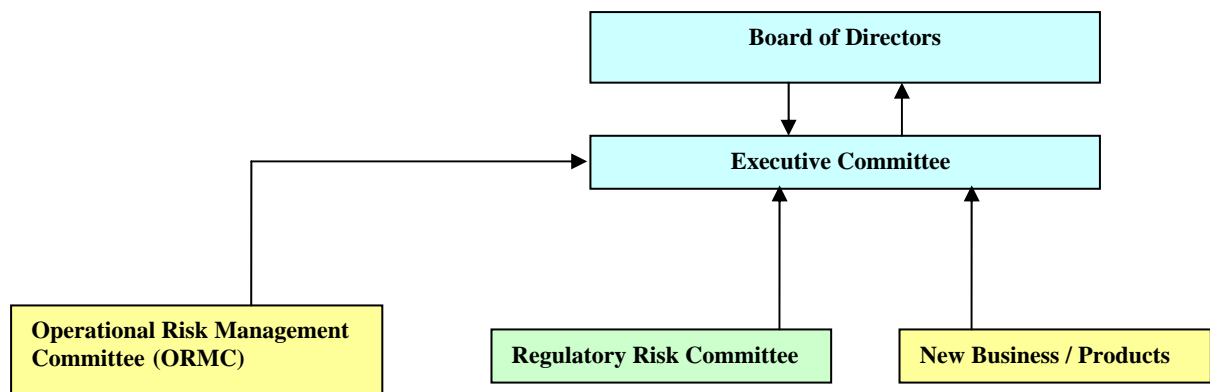 Board of Directors
Executive Committee
Operational Risk Management
Committee (ORMC)
Regulatory Risk Committee
New Business / Products